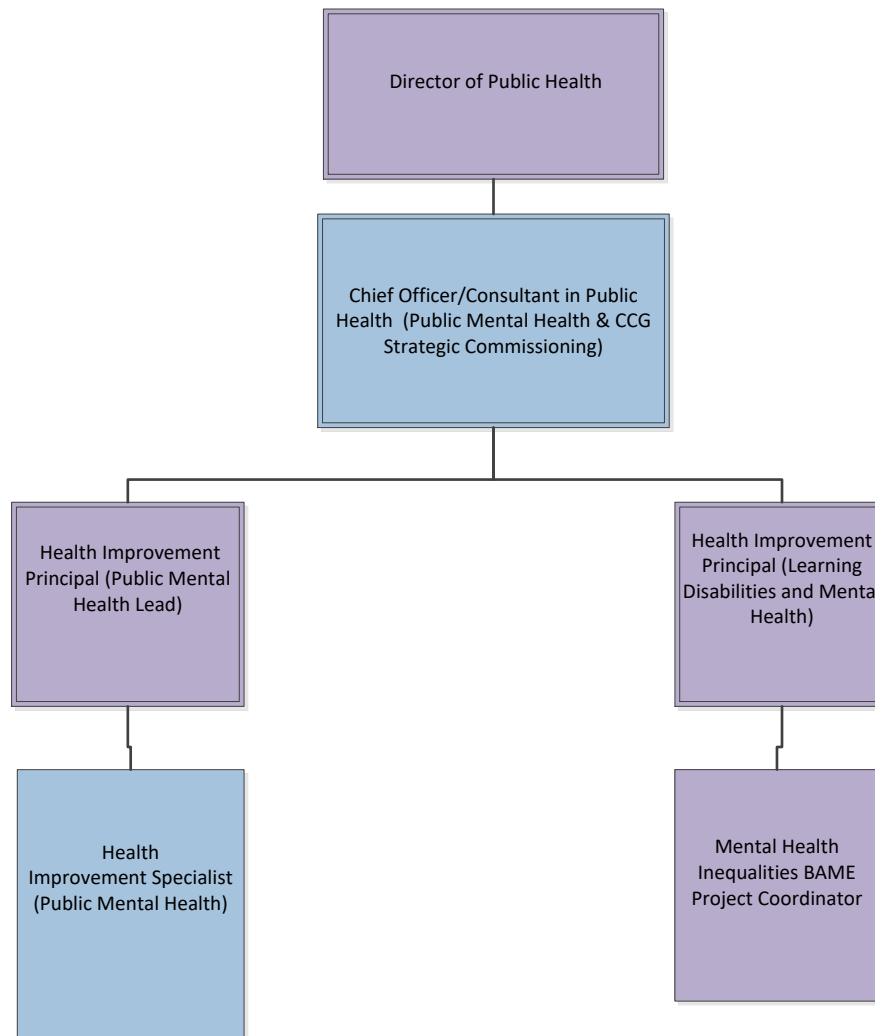 Director of Public Health
Chief Officer/Consultant in Public
Health  (Public Mental Health & CCG
Strategic Commissioning)
Health Improvement
Principal (Public Mental
Health Lead)
Health Improvement
Principal (Learning
Disabilities and Menta
Health)
Health
Improvement Specialist
(Public Mental Health)
Mental Health
Inequalities BAME
Project Coordinator